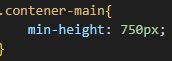 .contener-main{
min-height: 750px;
}